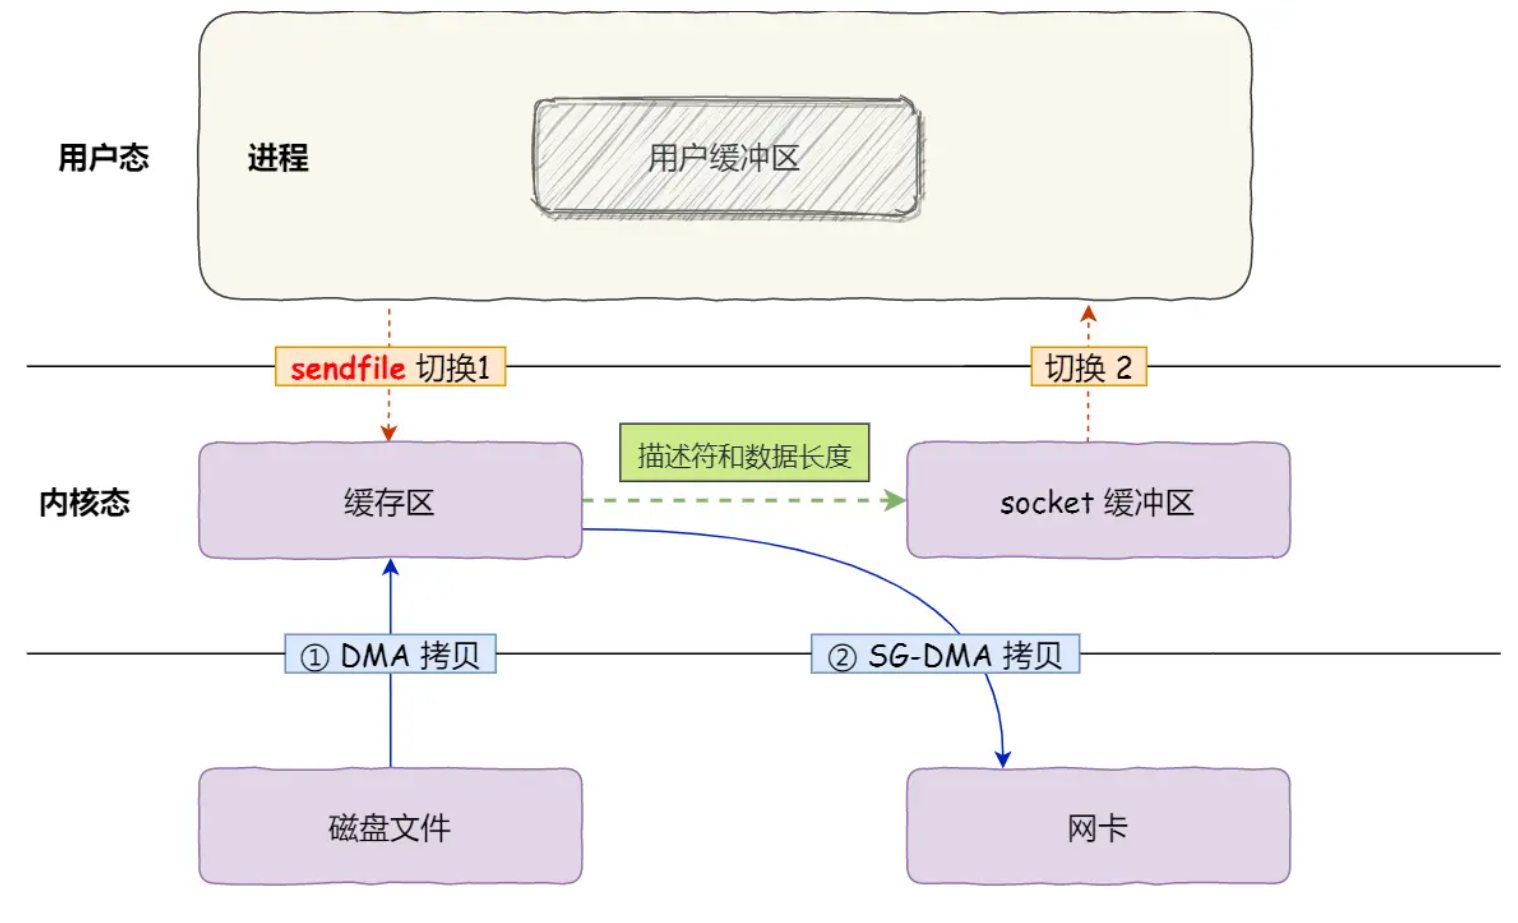 用户态
进程
用户缓冲区
sendfile 切换1
切换 2
描述符和数据长度
内核态
缓存区
socket 缓冲区
① DMA 拷贝
② SG-DMA 拷贝
磁盘文件
网卡